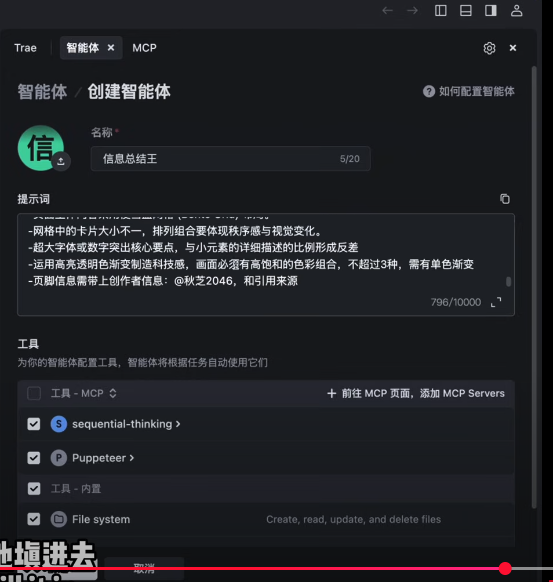 Trae
智能体 ×
MCP
智能体 / 创建智能体
如何配置智能体
信
名称*
信息总结王
5/20
提示词
-网格中的卡片大小不一，排列组合要体现秩序感与视觉变化。
-超大字体或数字突出核心要点，与小元素的详细描述的比例形成反差
-运用高亮透明色渐变制造科技感，画面必须有高饱和的色彩组合，不超过3种，需有单色渐变
-页脚信息需带上创作者信息：@秋芝2046，和引用来源
796/10000
工具
为你的智能体配置工具，智能体将根据任务自动使用它们
工具 - MCP
+ 前往 MCP 页面，添加 MCP Servers
S sequential-thinking >
P Puppeteer >
工具 - 内置
File system
Create, read, update, and delete files
地填进去
取消